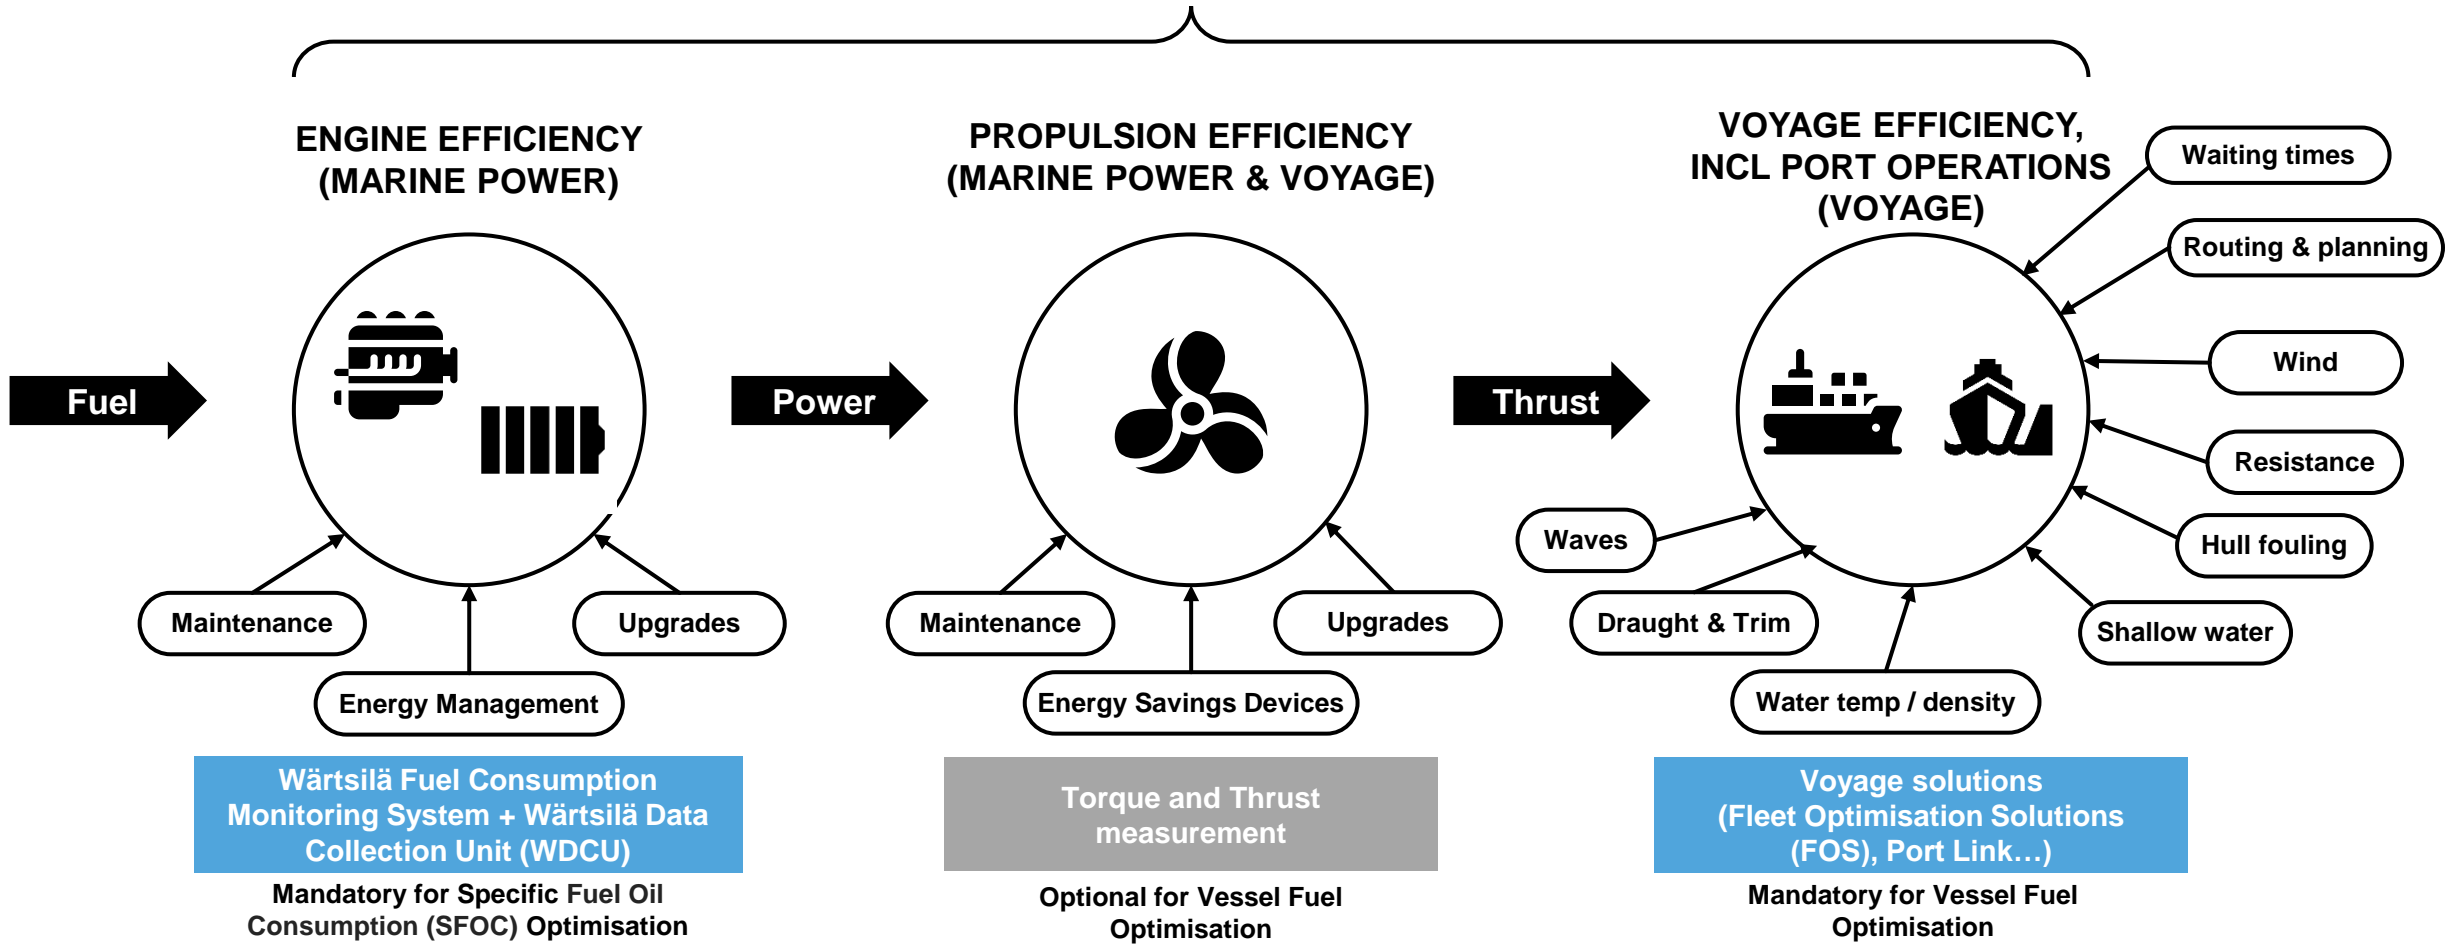 ENGINE EFFICIENCY
(MARINE POWER)
PROPULSION EFFICIENCY
(MARINE POWER & VOYAGE)
VOYAGE EFFICIENCY,
INCL PORT OPERATIONS
(VOYAGE)
Waiting times
Routing & planning
Wind
Resistance
Hull fouling
Shallow water
Fuel
Power
Thrust
Waves
Draught & Trim
Water temp / density
Maintenance
Upgrades
Energy Management
Maintenance
Upgrades
Energy Savings Devices
Wärtsilä Fuel Consumption
Monitoring System + Wärtsilä Data
Collection Unit (WDCU)
Mandatory for Specific Fuel Oil
Consumption (SFOC) Optimisation
Torque and Thrust
measurement
Optional for Vessel Fuel
Optimisation
Voyage solutions
(Fleet Optimisation Solutions
(FOS), Port Link…)
Mandatory for Vessel Fuel
Optimisation